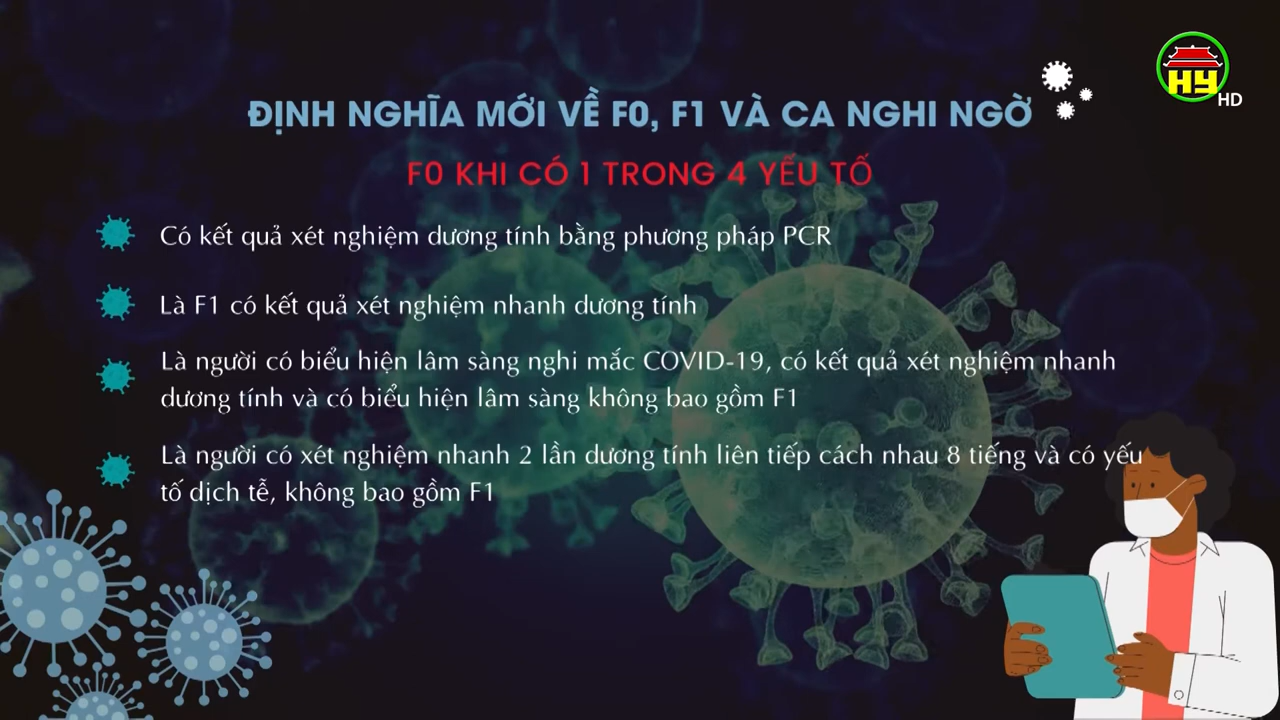 HY
HD
ĐỊNH NGHĨA MỚI VỀ F0, F1 VÀ CA NGHI NGỜ
F0 KHI CÓ 1 TRONG 4 YẾU TỐ
Có kết quả xét nghiệm dương tính bằng phương pháp PCR
Là F1 có kết quả xét nghiệm nhanh dương tính
Là người có biểu hiện lâm sàng nghi mắc COVID-19, có kết quả xét nghiệm nhanh
dương tính và có biểu hiện lâm sàng không bao gồm F1
Là người có xét nghiệm nhanh 2 lần dương tính liên tiếp cách nhau 8 tiếng và có yếu
tố dịch tễ, không bao gồm F1